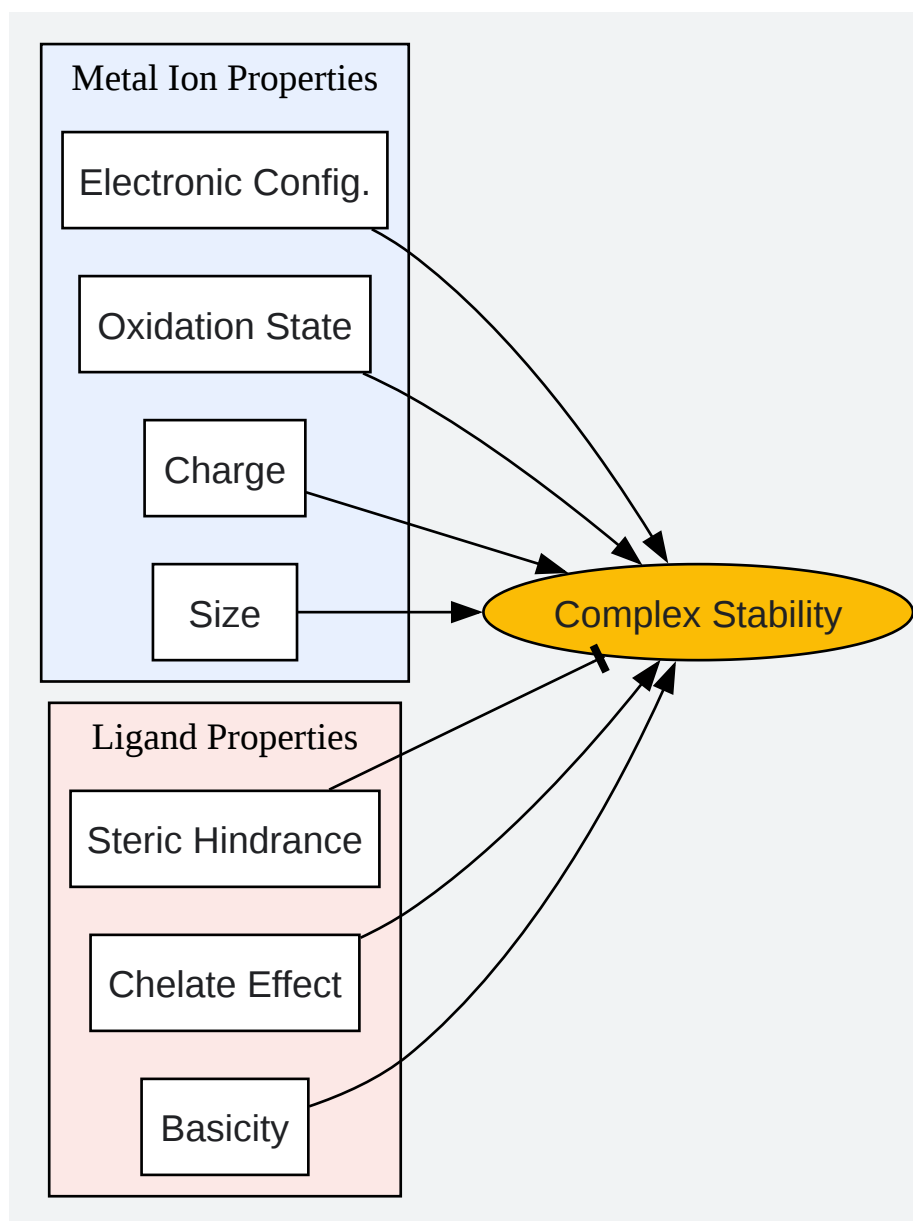 Metal Ion Properties
Electronic Config.
Oxidation State
Charge
Size
Complex Stability
Ligand Properties
Steric Hindrance
Chelate Effect
Basicity